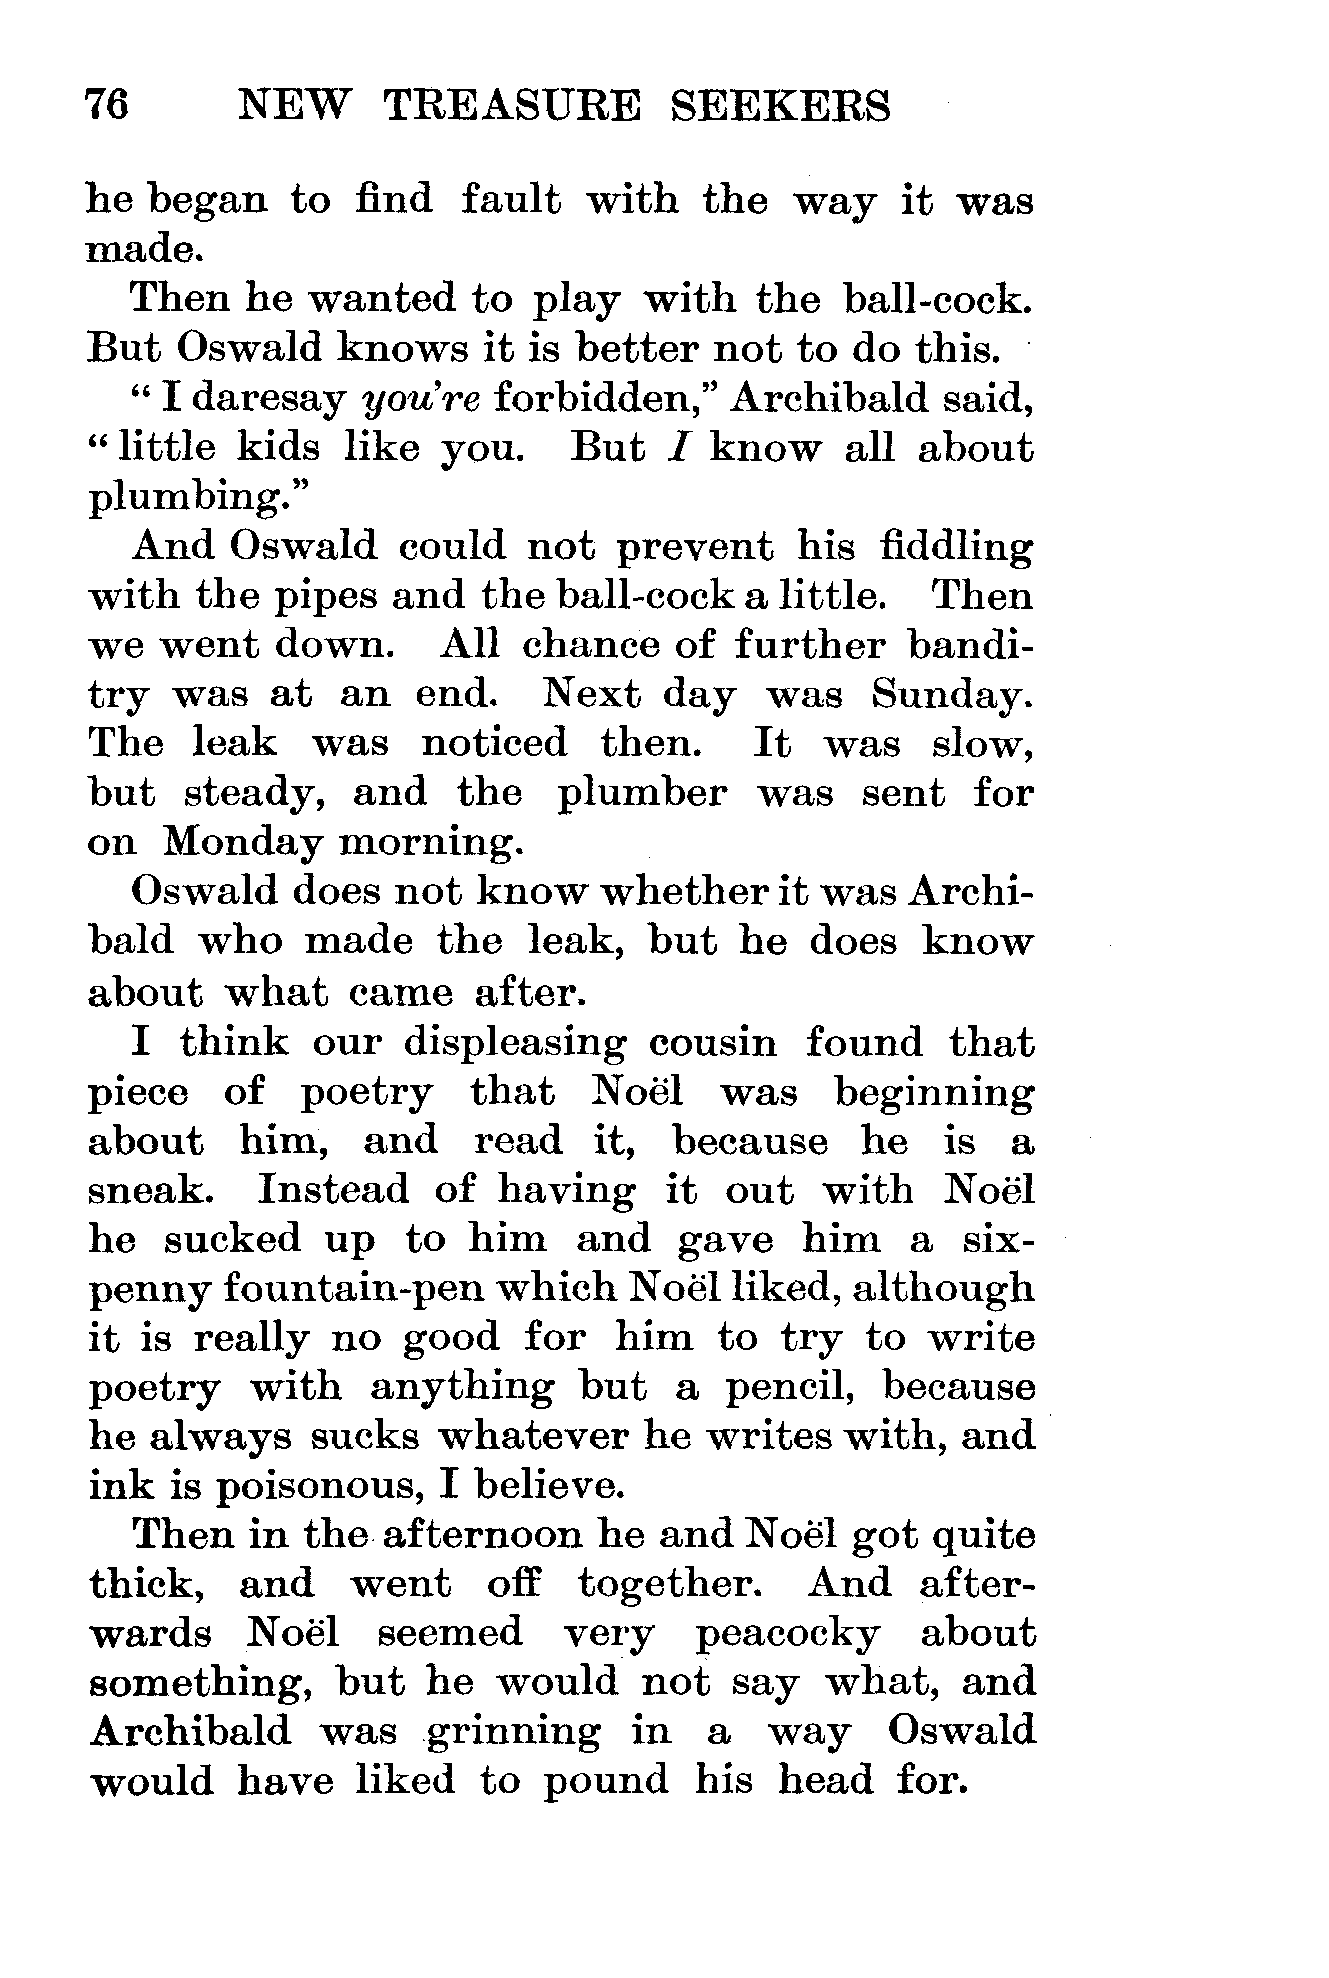 76 NEW TREASURE SEEKERS
he began to find fault with the way it was
made.
Then he wanted to play with the ball-cock.
But Oswald knows it is better not to do this.
“I daresay you’re forbidden,” Archibald said,
“little kids like you. But I know all about
plumbing.”
And Oswald could not prevent his fiddling
with the pipes and the ball-cock a little. Then
we went down. All chance of further bandi-
try was at an end. Next day was Sunday.
The leak was noticed then. It was slow,
but steady, and the plumber was sent for
on Monday morning.
Oswald does not know whether it was Archi-
bald who made the leak, but he does know
about what came after.
I think our displeasing cousin found that
piece of poetry that Noël was beginning
about him, and read it, because he is a
sneak. Instead of having it out with Noël
he sucked up to him and gave him a six-
penny fountain-pen which Noël liked, although
it is really no good for him to try to write
poetry with anything but a pencil, because
he always sucks whatever he writes with, and
ink is poisonous, I believe.
Then in the afternoon he and Noël got quite
thick, and went off together. And after-
wards Noël seemed very peacocky about
something, but he would not say what, and
Archibald was grinning in a way Oswald
would have liked to pound his head for.